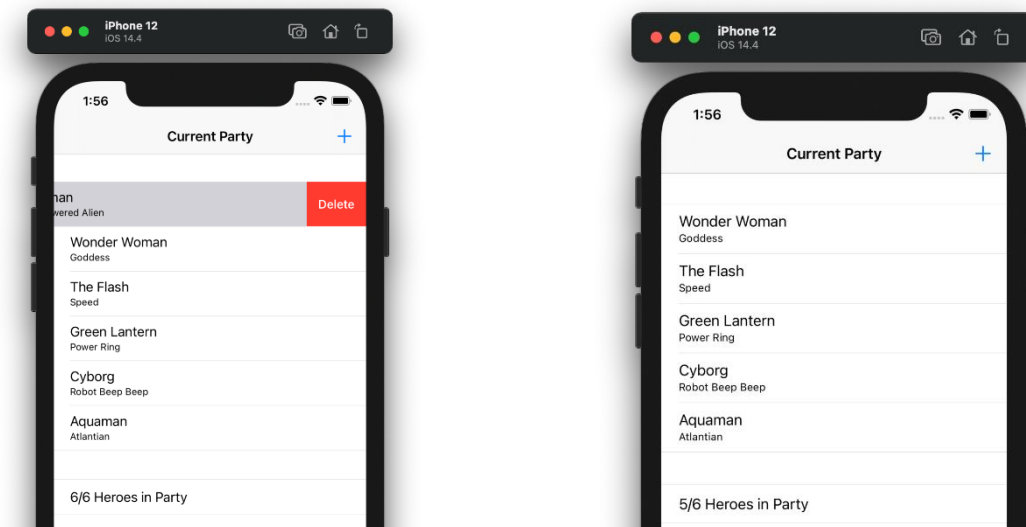 iPhone 12
iOS 14.4
1:56
Current Party
+
Delete
Wonder Woman
Goddess
The Flash
Speed
Green Lantern
Power Ring
Cyborg
Robot Beep Beep
Aquaman
Atlantian
6/6 Heroes in Party
iPhone 12
iOS 14.4
1:56
Current Party
+
Wonder Woman
Goddess
The Flash
Speed
Green Lantern
Power Ring
Cyborg
Robot Beep Beep
Aquaman
Atlantian
5/6 Heroes in Party